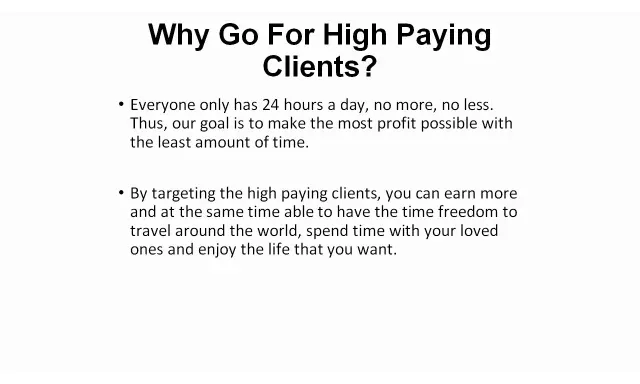 Why Go For High Paying
Clients?
• Everyone only has 24 hours a day, no more, no less.
Thus, our goal is to make the most profit possible with
the least amount of time.
• By targeting the high paying clients, you can earn more
and at the same time able to have the time freedom to
travel around the world, spend time with your loved
ones and enjoy the life that you want.